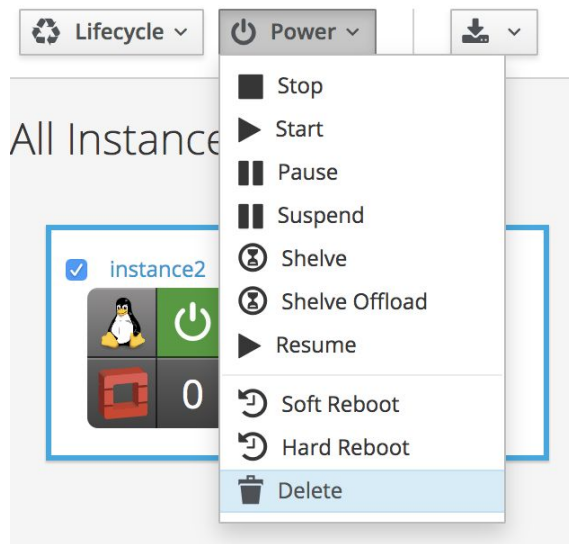 Lifecycle
Power
Stop
Start
All Instance
Pause
Suspend
instance2
Shelve
Shelve Offload
Resume
0
Soft Reboot
Hard Reboot
Delete